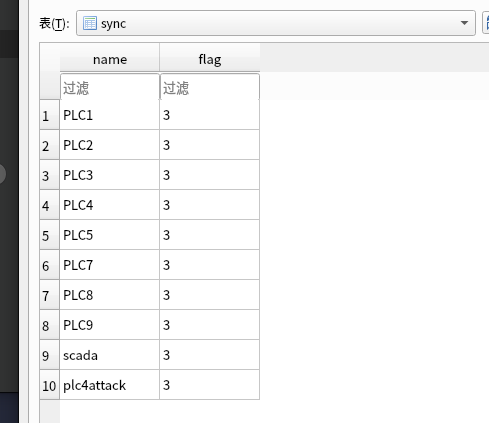 表(T): sync
name flag
过滤 过滤
1 PLC1 3
2 PLC2 3
3 PLC3 3
4 PLC4 3
5 PLC5 3
6 PLC7 3
7 PLC8 3
8 PLC9 3
9 scada 3
10 plc4attack 3